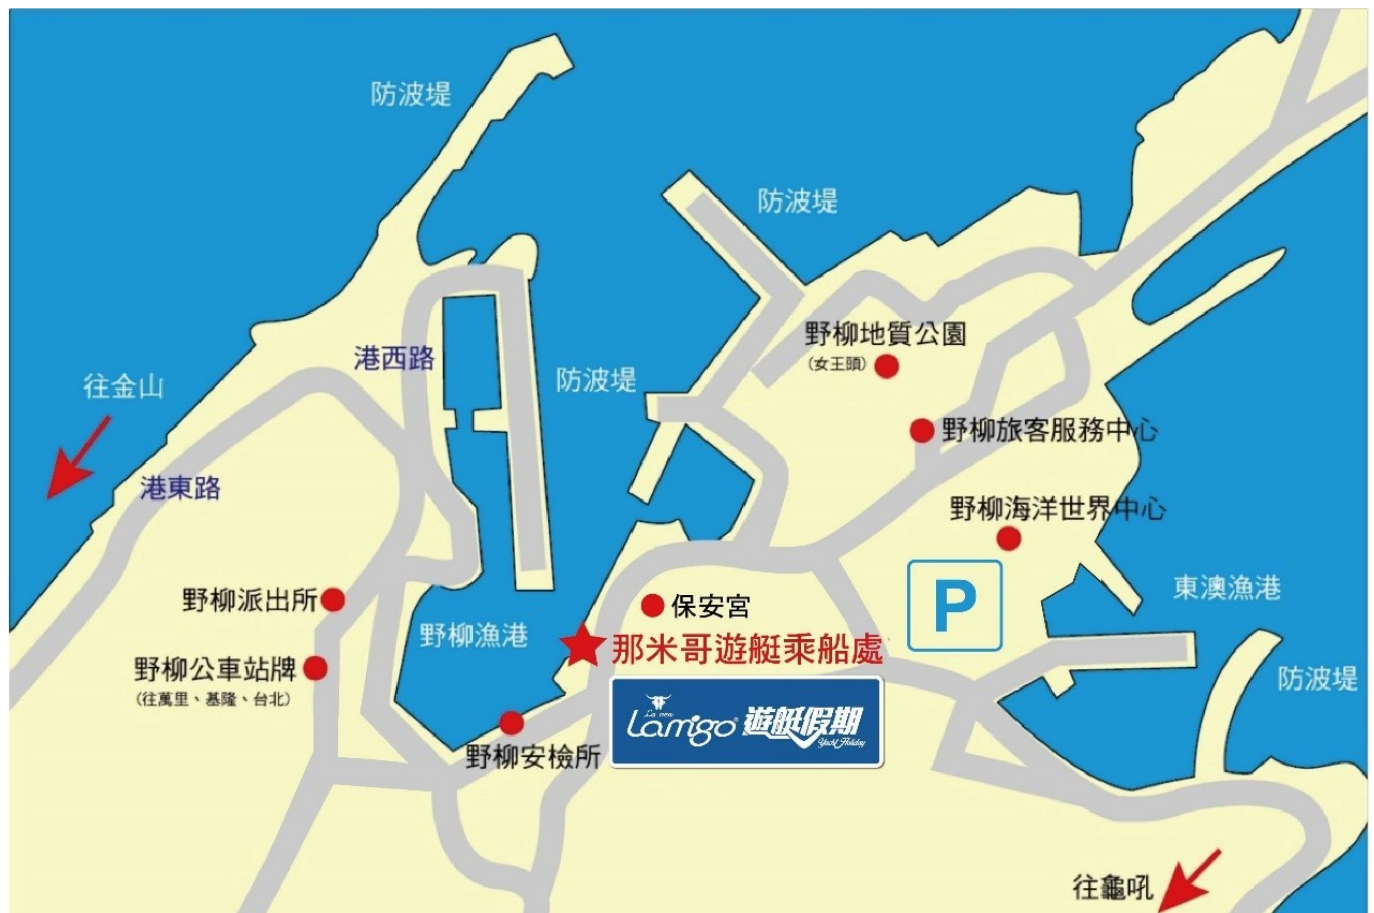 防波堤
防波堤
野柳地質公園
(女王頭)
港西路
防波堤
往金山
野柳旅客服務中心
港東路
野柳海洋世界中心
P
東澳漁港
野柳派出所
保安宮
野柳漁港
那米哥遊艇乘船處
野柳公車站牌
(往萬里、基隆、台北)
防波堤
La new
Lamigo® 遊艇假期
Yacht Holiday
野柳安檢所
往龜吼